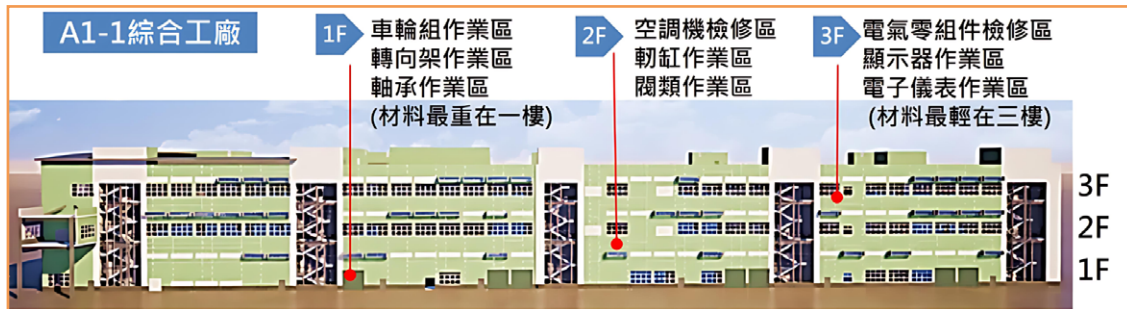 A1-1綜合工廠
1F
車輪組作業區
轉向架作業區
軸承作業區
(材料最重在一樓)
2F
空調機檢修區
韌缸作業區
閥類作業區
3F
電氣零組件檢修區
顯示器作業區
電子儀表作業區
(材料最輕在三樓)
3F
2F
1F